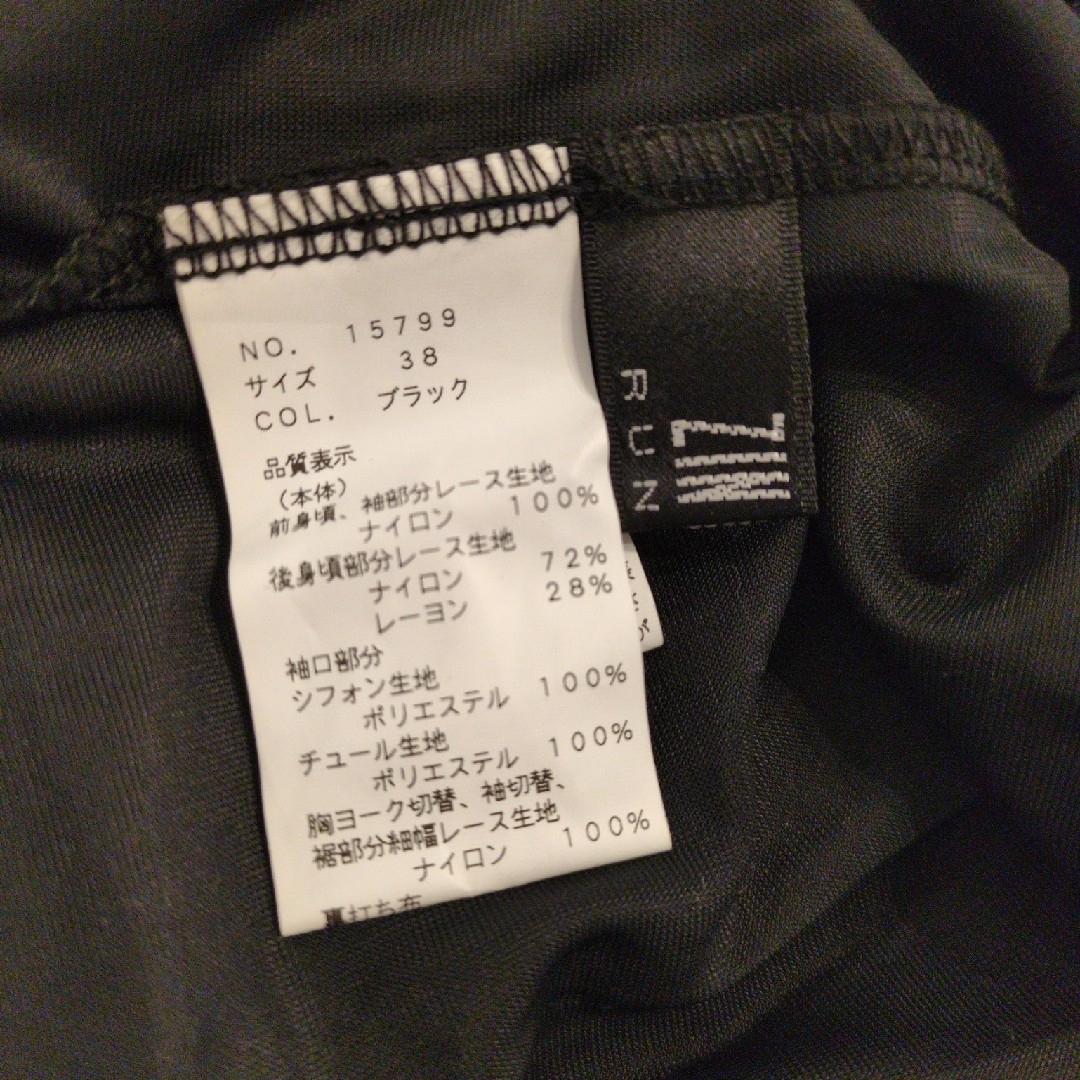 NO. 15799
サイズ 38
COL. ブラック
品質表示
（本体）
前身頃、袖部分レース生地
ナイロン 100%
後身頃部分レース生地
ナイロン 72%
レーヨン 28%
袖口部分
シフォン生地
ポリエステル 100%
チュール生地
ポリエステル 100%
胸ヨーク切替、袖切替、
裾部分細幅レース生地
ナイロン 100%
裏打ち布
RUN